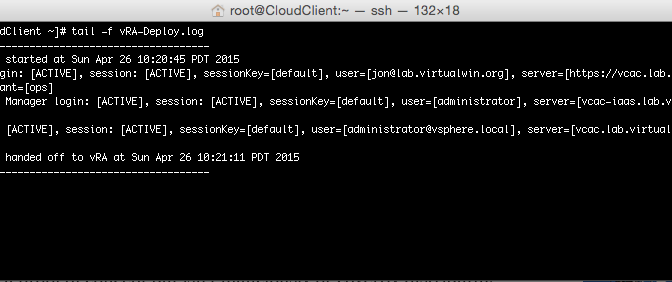 root@CloudClient:~ — ssh — 132×18
dClient ~]# tail -f vRA-Deploy.log
----------------------------------
started at Sun Apr 26 10:20:45 PDT 2015
gin: [ACTIVE], session: [ACTIVE], sessionKey=[default], user=[jon@lab.virtualwin.org], server=[https://vcac.lab.
ant=[ops]
Manager login: [ACTIVE], session: [ACTIVE], sessionKey=[default], user=[administrator], server=[vcac-iaas.lab.v
[ACTIVE], session: [ACTIVE], sessionKey=[default], user=[administrator@vsphere.local], server=[vcac.lab.virtual
handed off to vRA at Sun Apr 26 10:21:11 PDT 2015
----------------------------------